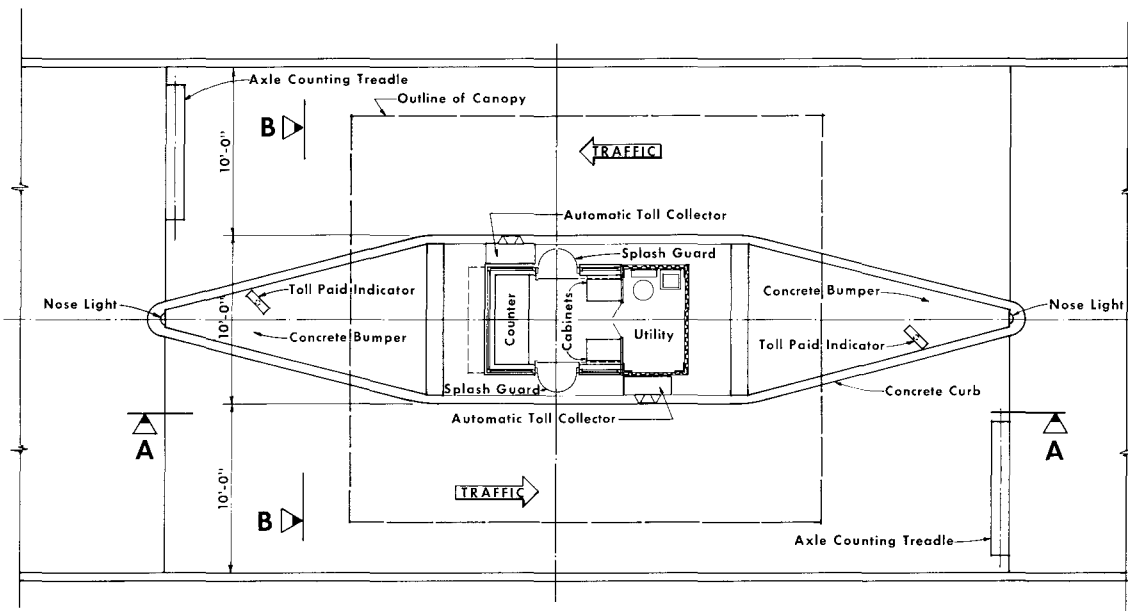 Axle Counting Treadle
Outline of Canopy
B
10'-0"
TRAFFIC
Automatic Toll Collector
Splash Guard
Toll Paid Indicator
Concrete Bumper
Nose Light
Nose Light
10'-0"
Counter
Cabinets
Utility
Concrete Bumper
Toll Paid Indicator
Splash Guard
Concrete Curb
Automatic Toll Collector
A
A
10'-0"
TRAFFIC
B
Axle Counting Treadle